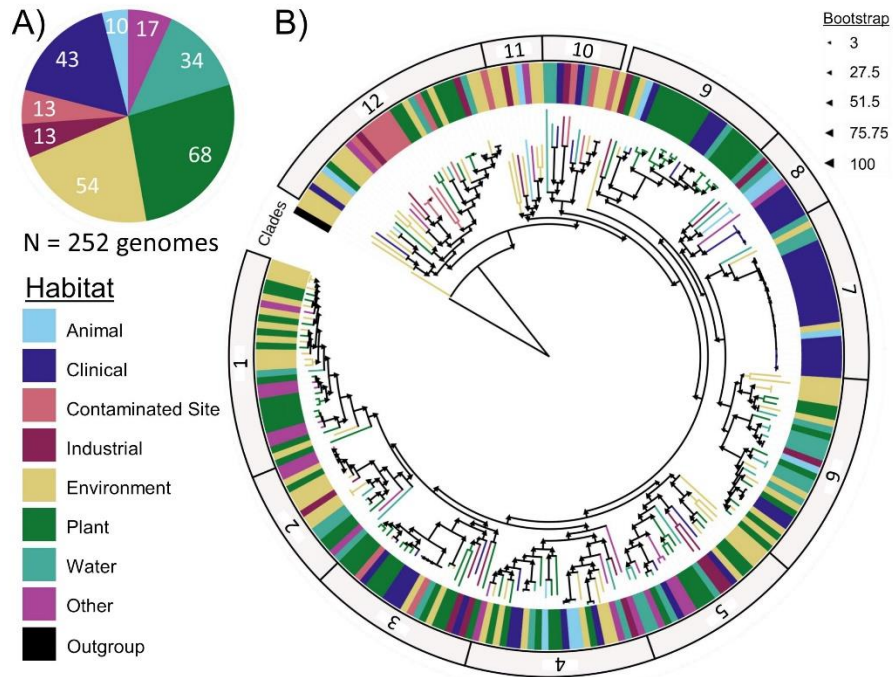 A)
10
17
34
68
54
13
13
43
N = 252 genomes
Habitat
Animal
Clinical
Contaminated Site
Industrial
Environment
Plant
Water
Other
Outgroup
B)
Clades
1
2
3
4
5
6
7
8
9
10
11
12
Bootstrap
3
27.5
51.5
75.75
100